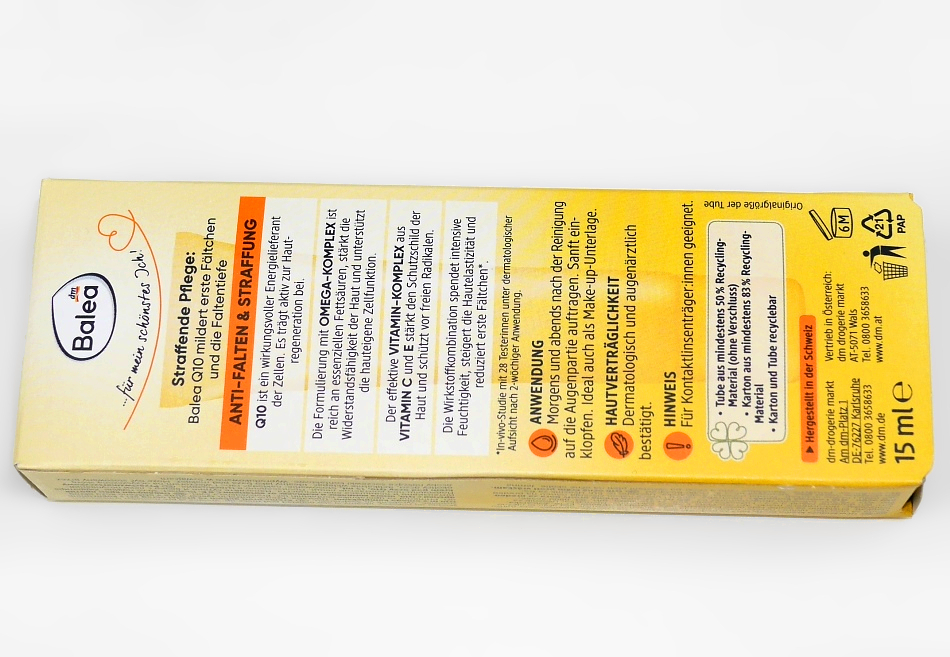 dm
Balea
...für mein schönstes Ich!
Straffende Pflege:
Balea Q10 mildert erste Fältchen
und die Faltentiefe
ANTI-FALTEN & STRAFFUNG
Q10 ist ein wirkungsvoller Energielieferant
der Zellen. Es trägt aktiv zur Haut-
regeneration bei.
Die Formulierung mit OMEGA-KOMPLEX ist
reich an essenziellen Fettsäuren, stärkt die
Widerstandsfähigkeit der Haut und unterstützt
die hauteigene Zellfunktion.
Der effektive VITAMIN-KOMPLEX aus
VITAMIN C und E stärkt den Schutzschild der
Haut und schützt vor freien Radikalen.
Die Wirkstoffkombination spendet intensive
Feuchtigkeit, steigert die Hautelastizität und
reduziert erste Fältchen*.
*In-vivo-Studie mit 28 Testerinnen unter dermatologischer
Aufsicht nach 2-wöchiger Anwendung.
ANWENDUNG
Morgens und abends nach der Reinigung
auf die Augenpartie auftragen. Sanft ein-
klopfen. Ideal auch als Make-up-Unterlage.
HAUTVERTRÄGLICHKEIT
Dermatologisch und augenärztlich
bestätigt.
HINWEIS
Für Kontaktlinsenträger:innen geeignet.
Originalgröße der Tube
• Tube aus mindestens 50 % Recycling-
Material (ohne Verschluss)
• Karton aus mindestens 83 % Recycling-
Material
• Karton und Tube recyclebar
Hergestellt in der Schweiz
dm-drogerie markt
Am dm-Platz 1
DE-76227 Karlsruhe
Tel. 0800 3658633
www.dm.de
Vertrieb in Österreich:
dm drogerie markt
AT-5071 Wals
Tel. 0800 3658633
www.dm.at
6M
21
PAP
15 ml e